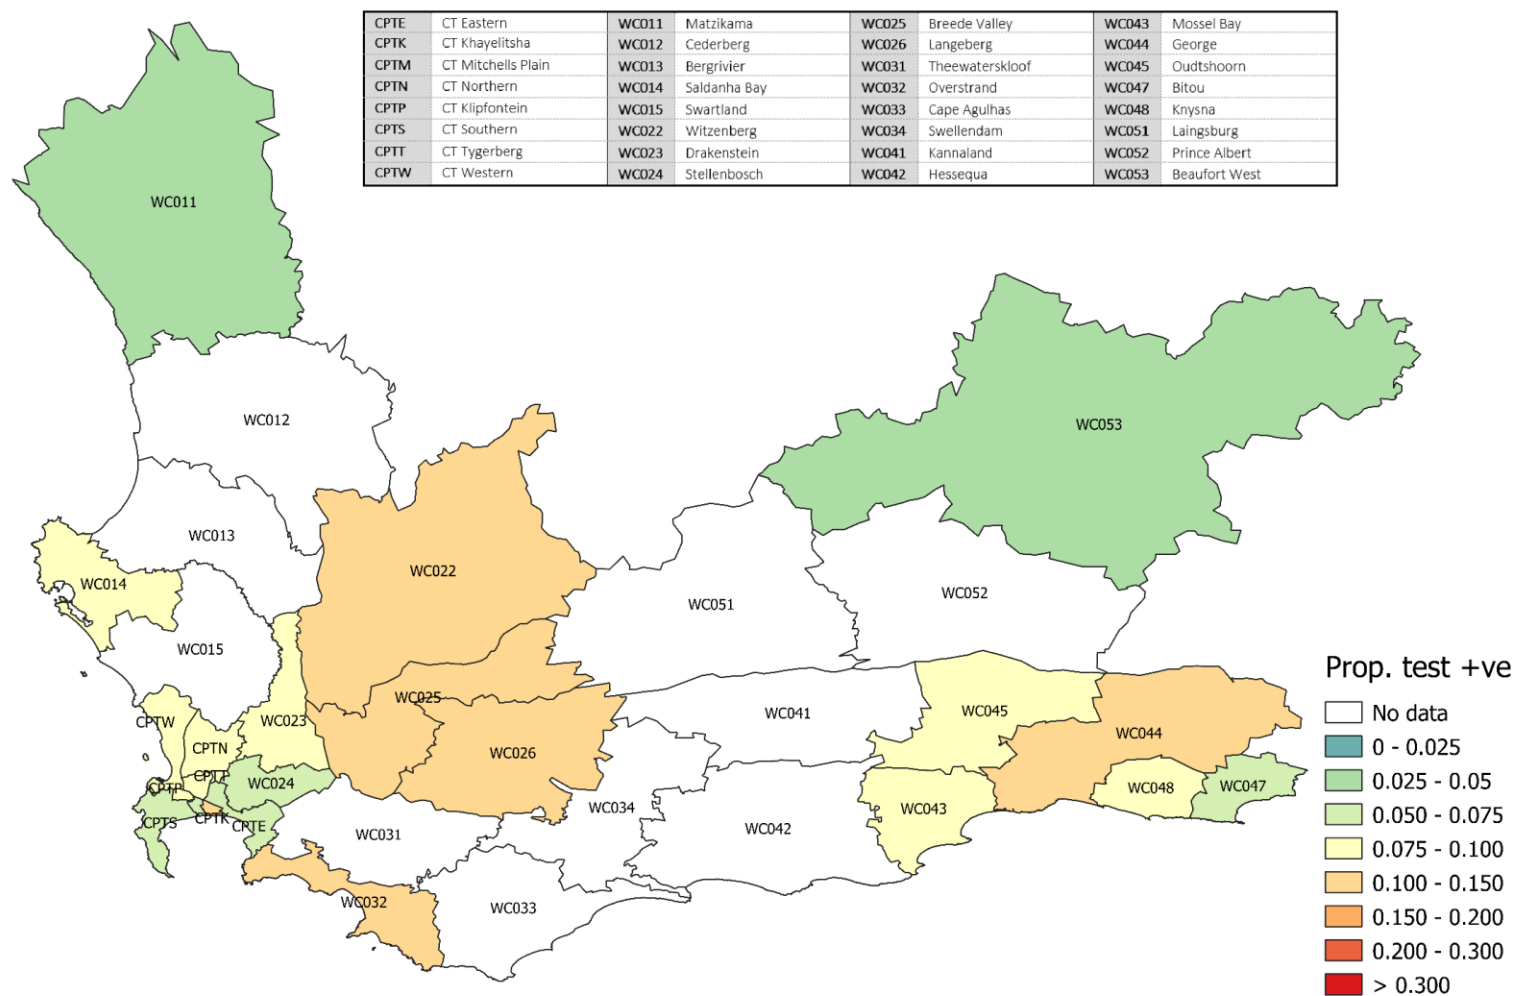 CPTE CT Eastern WC011 Matzikama WC025 Breede Valley WC043 Mossel Bay
CPTK CT Khayelitsha WC012 Cederberg WC026 Langeberg WC044 George
CPTM CT Mitchells Plain WC013 Bergrivier WC031 Theewaterskloof WC045 Oudtshoorn
CPTN CT Northern WC014 Saldanha Bay WC032 Overstrand WC047 Bitou
CPTP CT Klipfontein WC015 Swartland WC033 Cape Agulhas WC048 Knysna
CPTS CT Southern WC022 Witzenberg WC034 Swellendam WC051 Laingsburg
CPTT CT Tygerberg WC023 Drakenstein WC041 Kannaland WC052 Prince Albert
CPTW CT Western WC024 Stellenbosch WC042 Hessequa WC053 Beaufort West
WC011
WC012
WC053
WC013
WC022
WC014
WC052
WC051
WC015
WC025
WC041
WC045
CPTW
WC023
WC044
CPTN
WC026
CPTT
WC024
WC047
CPTP
WC048
WC034
WC043
CPTK
CPTS
CPTE
WC042
WC031
WC032
WC033
Prop. test +ve
No data
0 - 0.025
0.025 - 0.05
0.050 - 0.075
0.075 - 0.100
0.100 - 0.150
0.150 - 0.200
0.200 - 0.300
> 0.300